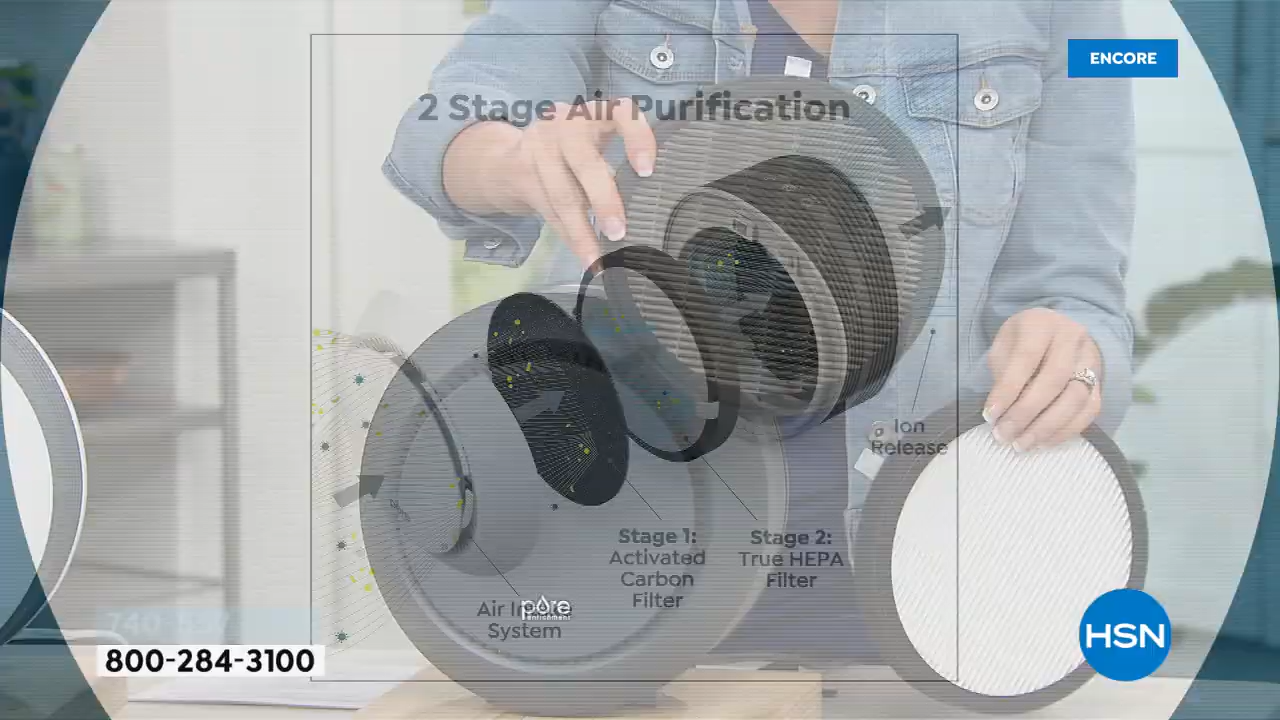 ENCORE
2 Stage Air Purification
Ion
Release
Stage 1:
Activated
Carbon
Filter
Stage 2:
True HEPA
Filter
Air
System
pure
enrichment
800-284-3100
HSN